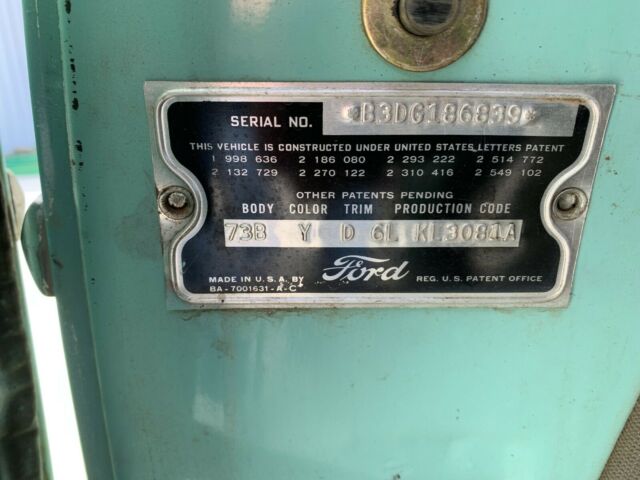 SERIAL NO. *B3DG186839*
THIS VEHICLE IS CONSTRUCTED UNDER UNITED STATES LETTERS PATENT
1 998 636 2 186 080 2 293 222 2 514 772
2 132 729 2 270 122 2 310 416 2 549 102
OTHER PATENTS PENDING
BODY COLOR TRIM PRODUCTION CODE
73B Y D 6L KL3081A
MADE IN U.S.A. BY Ford REG. U.S. PATENT OFFICE
BA-7001631-A-C